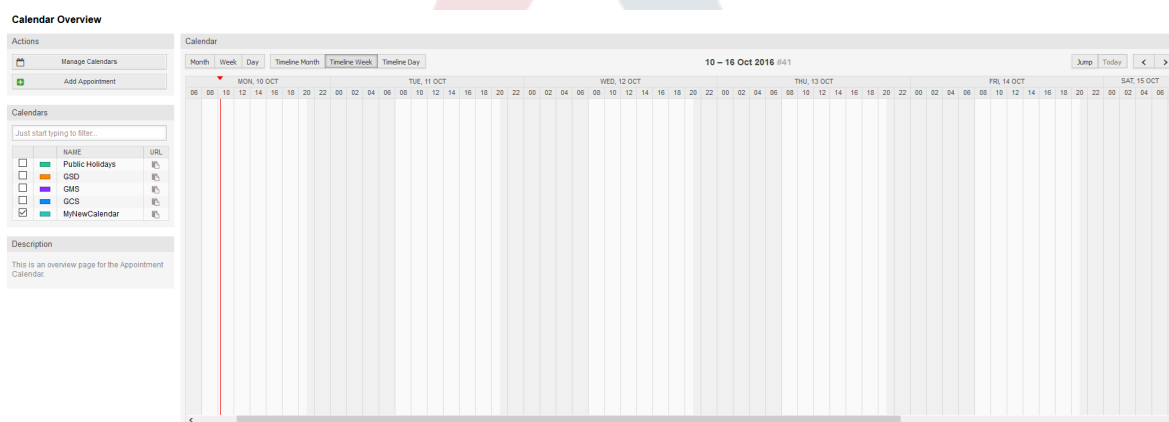 Calendar Overview
Actions
Manage Calendars
Add Appointment
Calendars
Just start typing to filter...
NAME URL
Public Holidays
GSD
GMS
GCS
MyNewCalendar
Description
This is an overview page for the Appointment
Calendar.
Calendar
Month Week Day Timeline Month Timeline Week Timeline Day 10 – 16 Oct 2016 #41 Jump Today < >
MON, 10 OCT TUE, 11 OCT WED, 12 OCT THU, 13 OCT FRI, 14 OCT SAT, 15 OCT
06 08 10 12 14 16 18 20 22 00 02 04 06 08 10 12 14 16 18 20 22 00 02 04 06 08 10 12 14 16 18 20 22 00 02 04 06 08 10 12 14 16 18 20 22 00 02 04 06 08 10 12 14 16 18 20 22 00 02 04 06